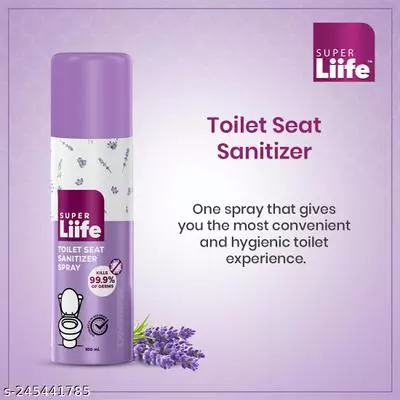 SUPER
Liife™
Toilet Seat
Sanitizer
One spray that gives
you the most convenient
and hygienic toilet
experience.
SUPER
Liife
TOILET SEAT
SANITIZER
SPRAY
KILLS
99.9%
OF GERMS
100 mL
S-245441785